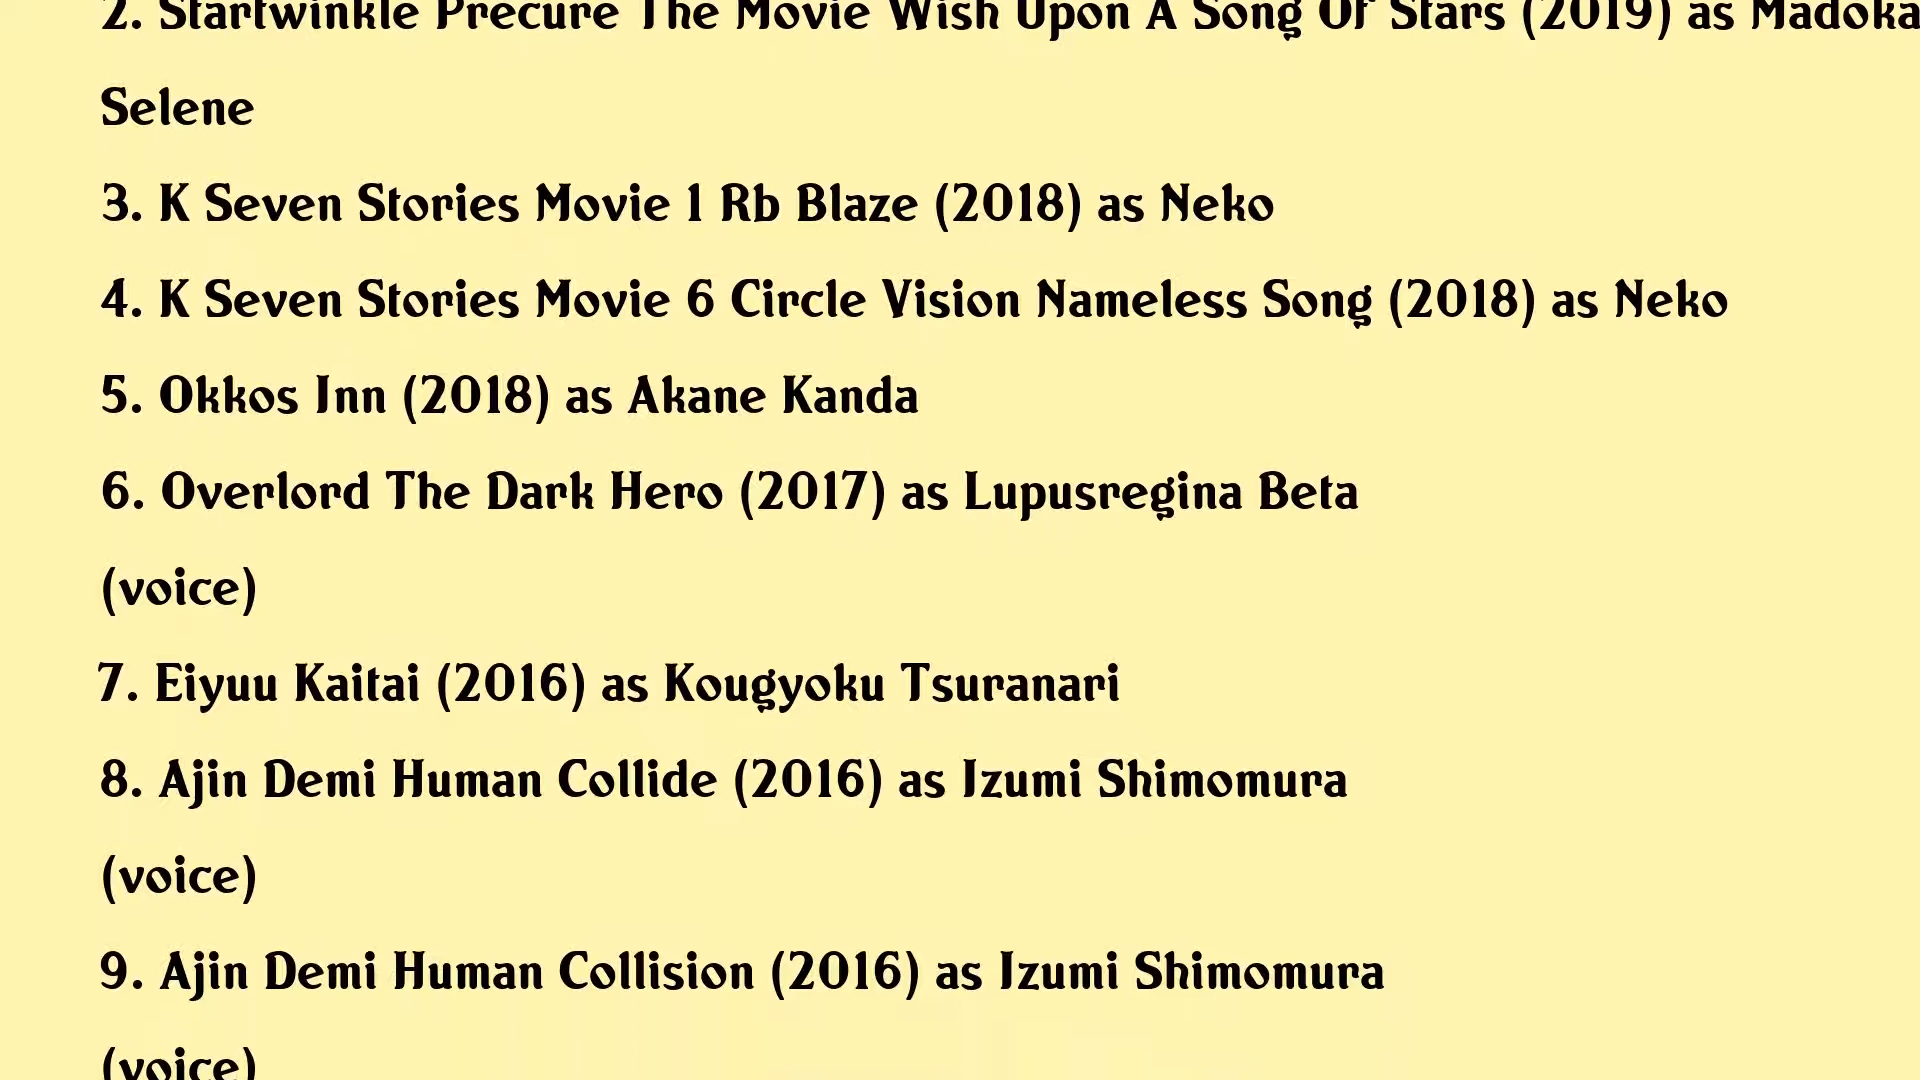 2. Startwinkle Precure The Movie Wish Upon A Song Of Stars (2019) as Madoka
Selene
3. K Seven Stories Movie 1 Rb Blaze (2018) as Neko
4. K Seven Stories Movie 6 Circle Vision Nameless Song (2018) as Neko
5. Okkos Inn (2018) as Akane Kanda
6. Overlord The Dark Hero (2017) as Lupusregina Beta
(voice)
7. Eiyuu Kaitai (2016) as Kougyoku Tsuranari
8. Ajin Demi Human Collide (2016) as Izumi Shimomura
(voice)
9. Ajin Demi Human Collision (2016) as Izumi Shimomura
(voice)